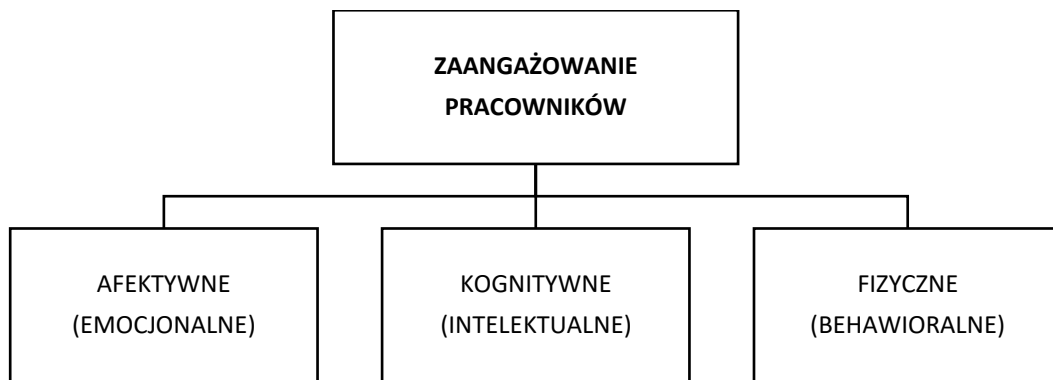 ZAANGAŻOWANIE
PRACOWNIKÓW
AFEKTYWNE
(EMOCJONALNE)
KOGNITYWNE
(INTELEKTUALNE)
FIZYCZNE
(BEHAWIORALNE)